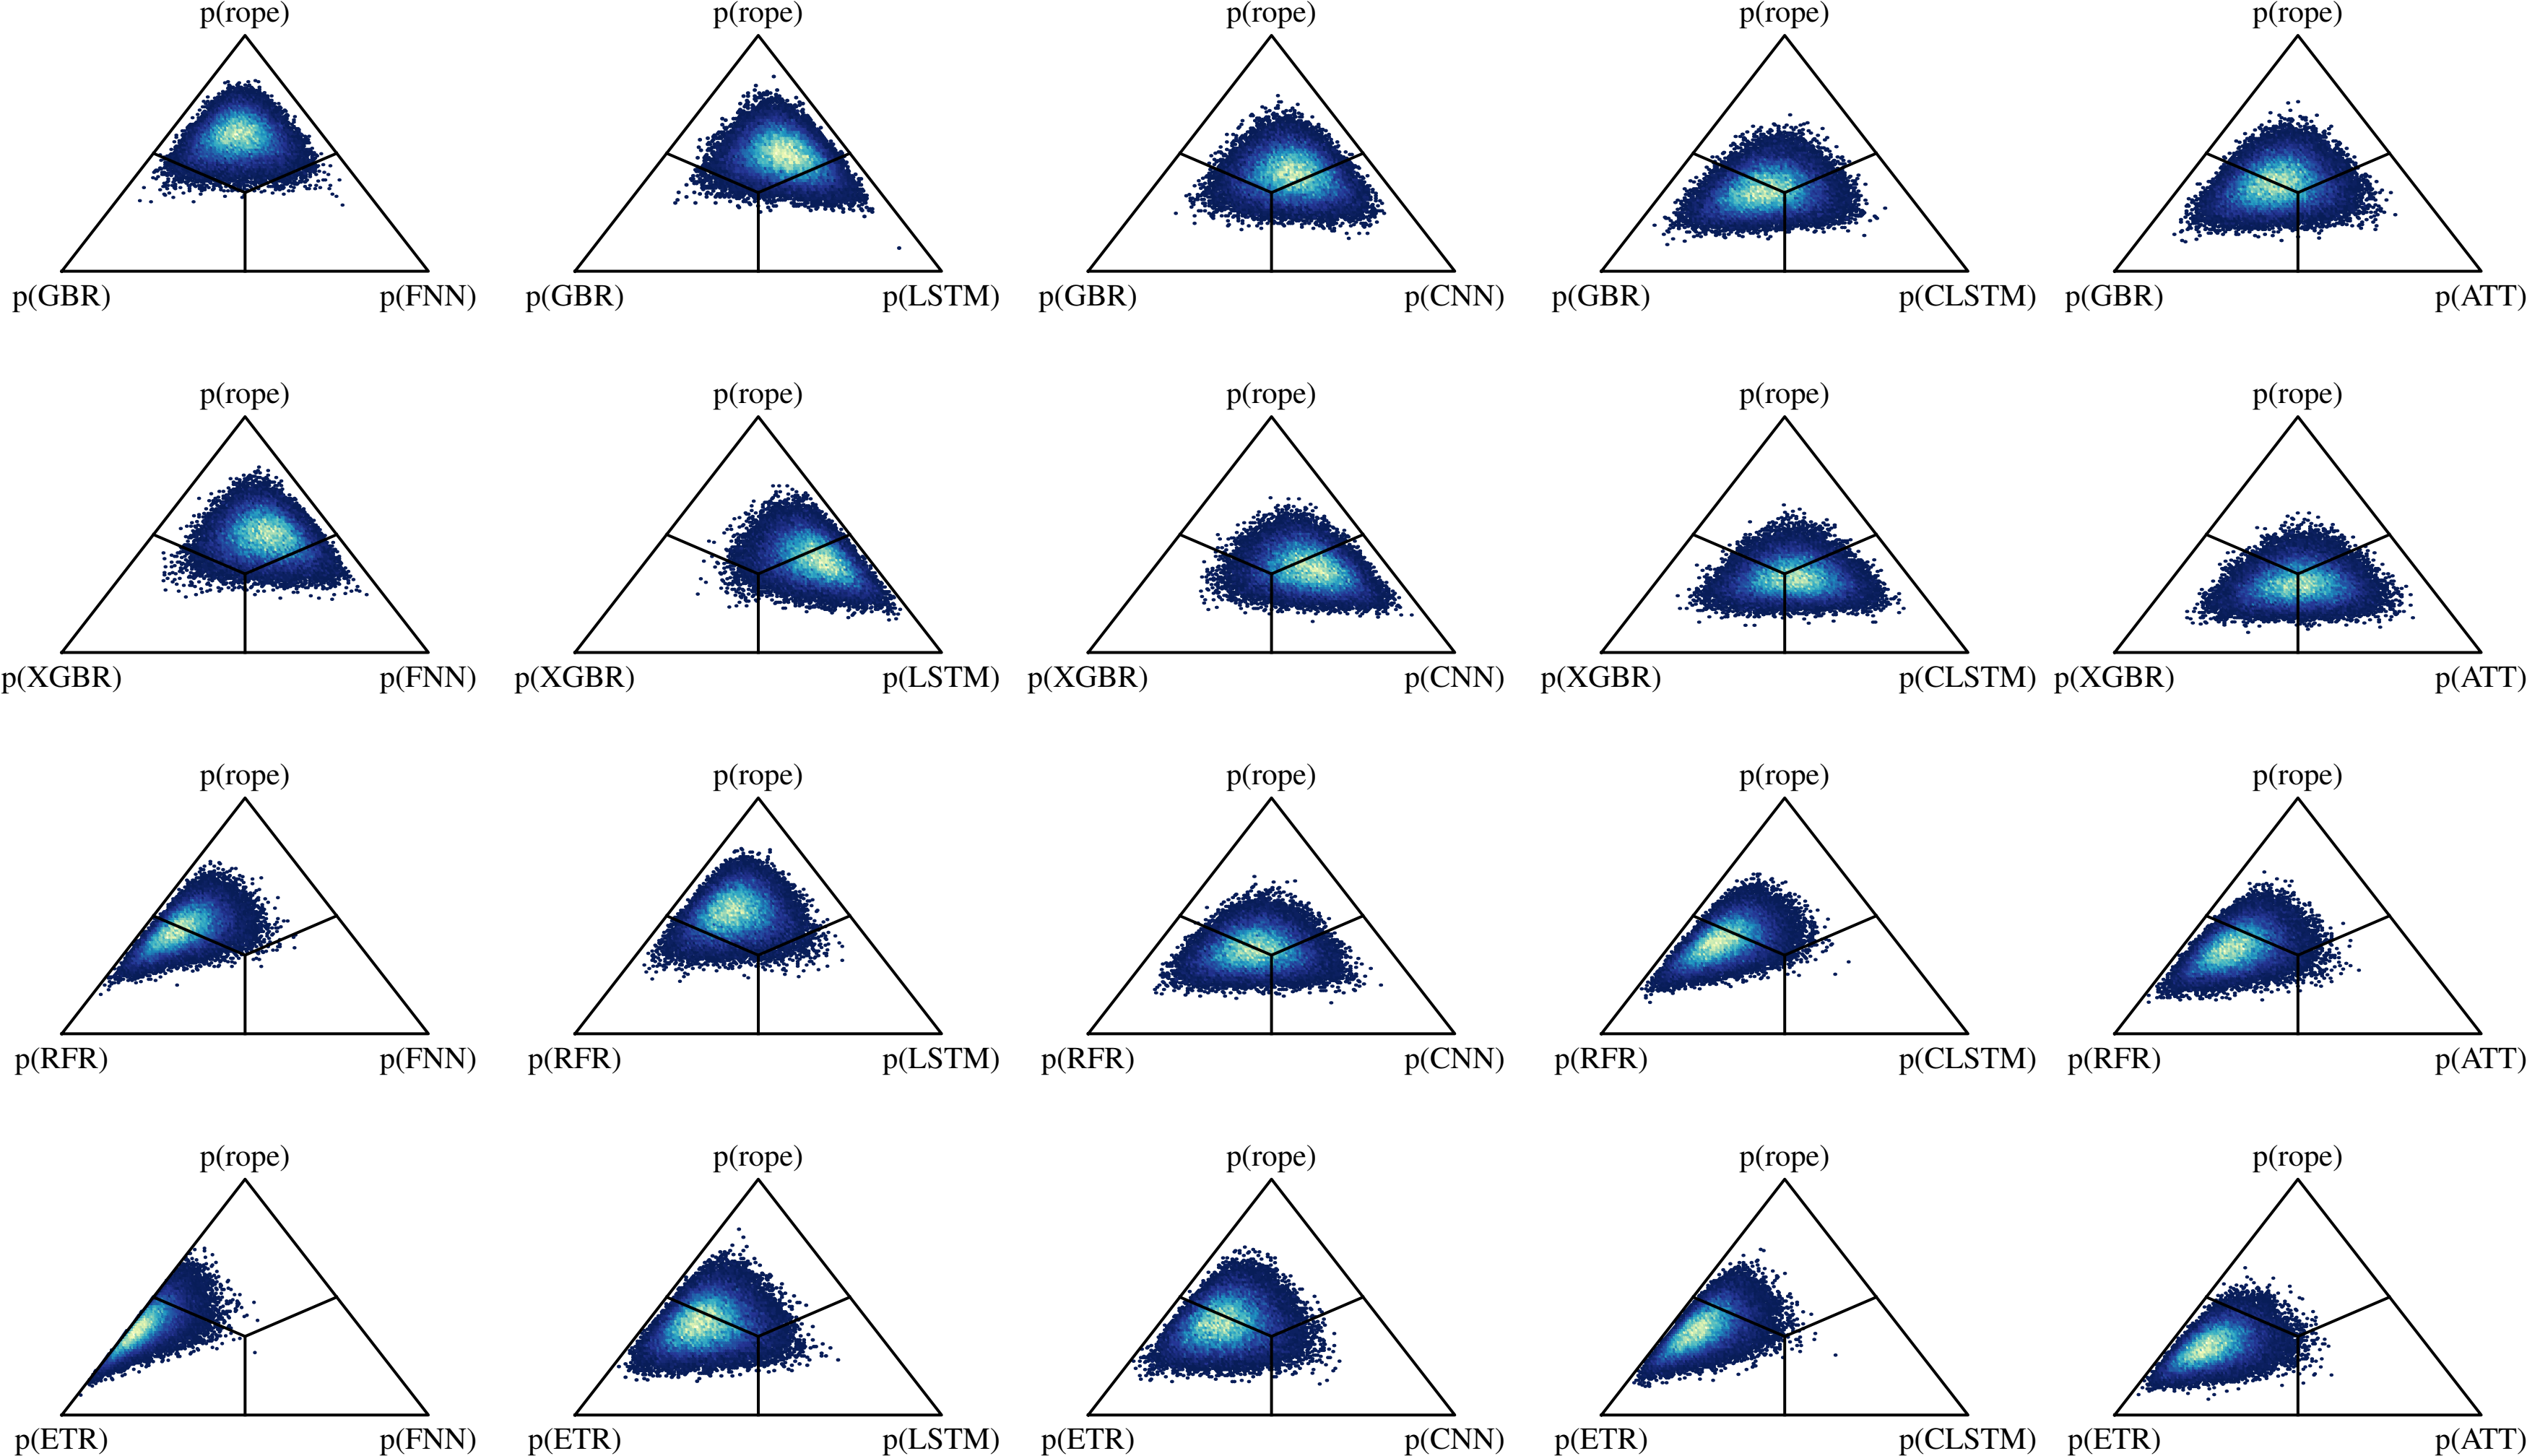 p(rope) p(rope) p(rope) p(rope) p(rope)
p(GBR) p(FNN) p(GBR) p(LSTM) p(GBR) p(CNN) p(GBR) p(CLSTM) p(GBR) p(ATT)
p(rope) p(rope) p(rope) p(rope) p(rope)
p(XGBR) p(FNN) p(XGBR) p(LSTM) p(XGBR) p(CNN) p(XGBR) p(CLSTM) p(XGBR) p(ATT)
p(rope) p(rope) p(rope) p(rope) p(rope)
p(RFR) p(FNN) p(RFR) p(LSTM) p(RFR) p(CNN) p(RFR) p(CLSTM) p(RFR) p(ATT)
p(rope) p(rope) p(rope) p(rope) p(rope)
p(ETR) p(FNN) p(ETR) p(LSTM) p(ETR) p(CNN) p(ETR) p(CLSTM) p(ETR) p(ATT)